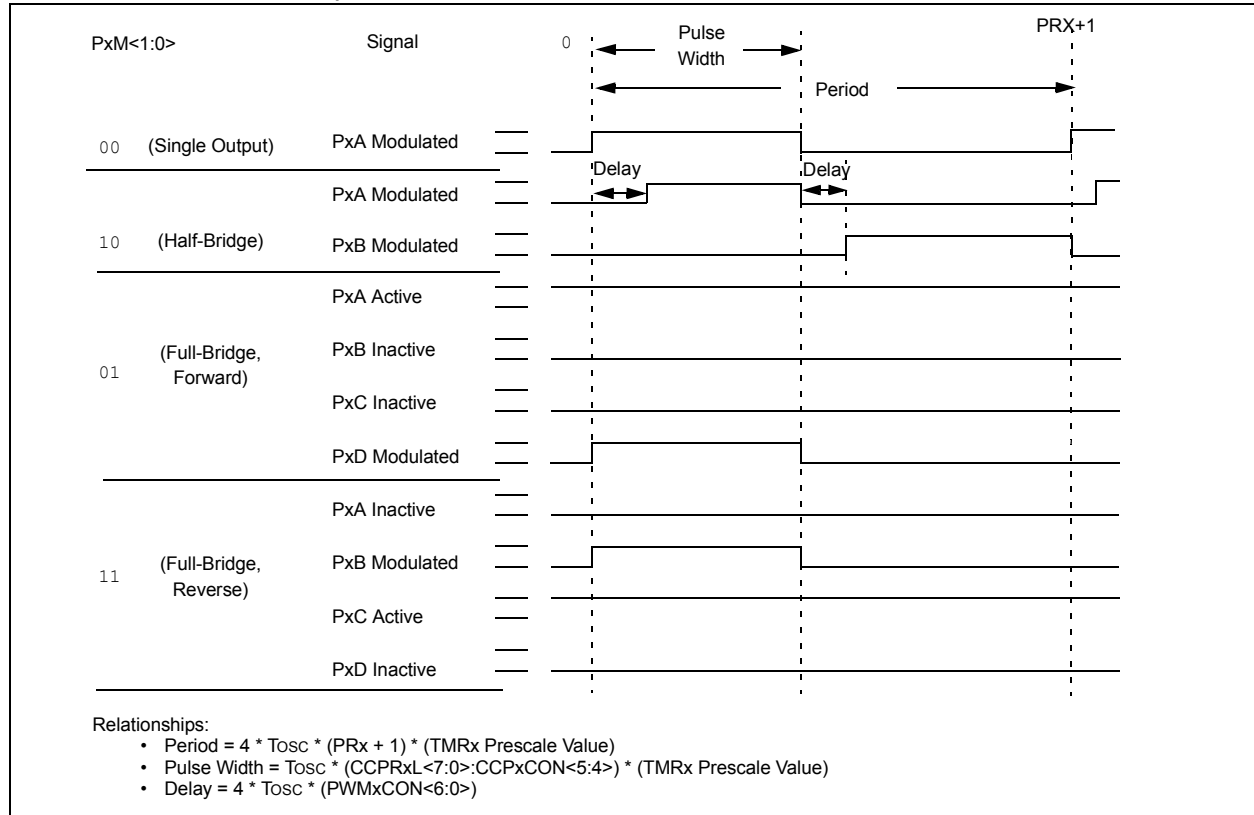 PxM<1:0>
Signal
0
Pulse
Width
PRX+1
Period
00 (Single Output)
PxA Modulated
Delay
Delay
10 (Half-Bridge)
PxA Modulated
PxB Modulated
01 (Full-Bridge,
Forward)
PxA Active
PxB Inactive
PxC Inactive
PxD Modulated
11 (Full-Bridge,
Reverse)
PxA Inactive
PxB Modulated
PxC Active
PxD Inactive
Relationships:
• Period = 4 * TOSC * (PRx + 1) * (TMRx Prescale Value)
• Pulse Width = TOSC * (CCPRxL<7:0>:CCPxCON<5:4>) * (TMRx Prescale Value)
• Delay = 4 * TOSC * (PWMxCON<6:0>)